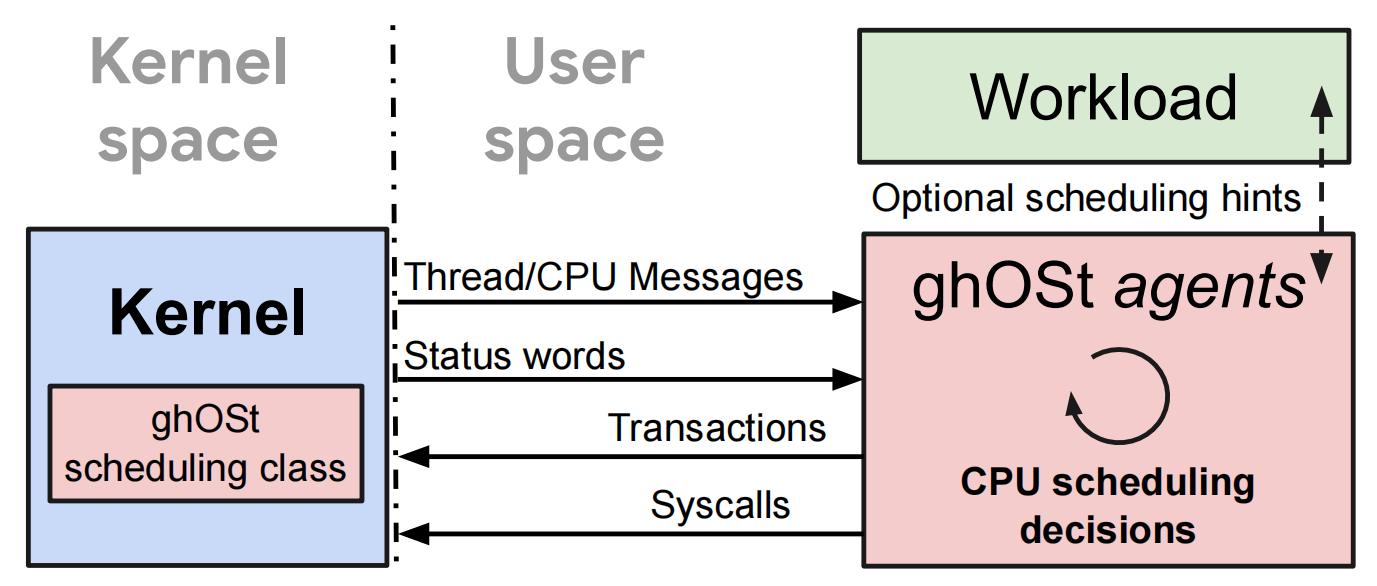 Kernel
space
User
space
Workload
Optional scheduling hints
Kernel
ghOSt
scheduling class
Thread/CPU Messages
Status words
Transactions
Syscalls
ghOSt agents
CPU scheduling
decisions